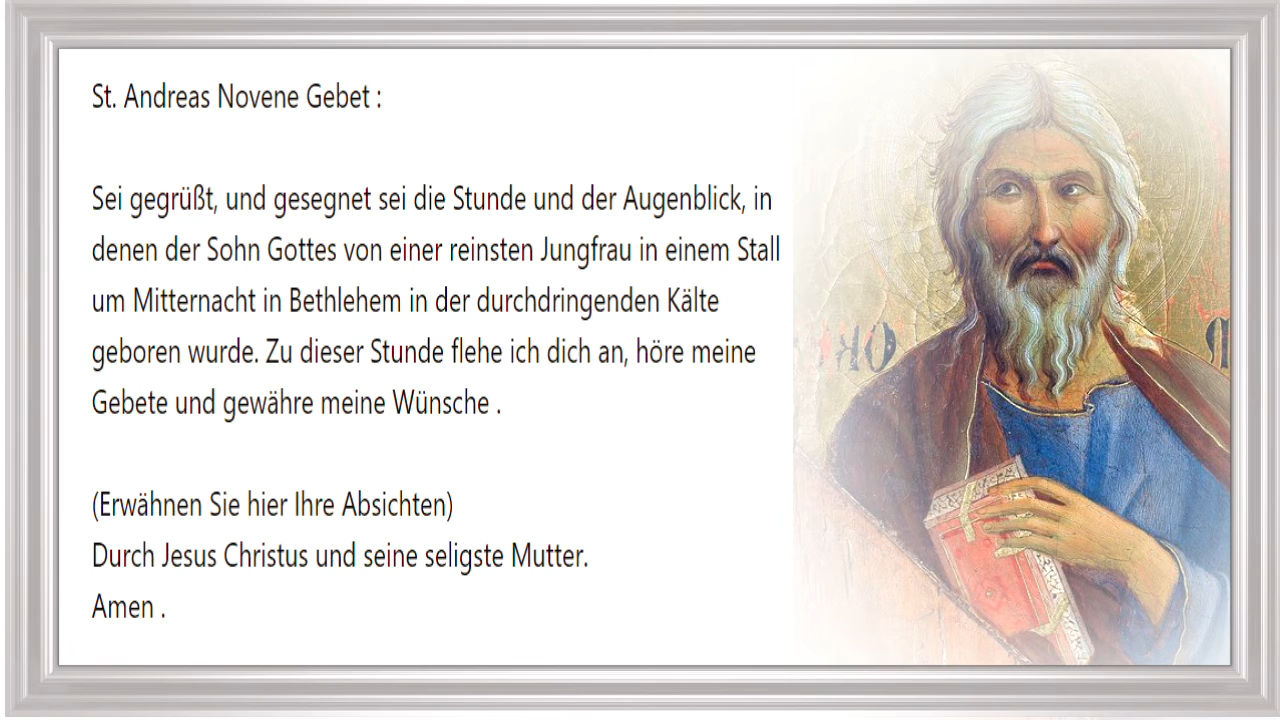 St. Andreas Novene Gebet :
Sei gegrüßt, und gesegnet sei die Stunde und der Augenblick, in
denen der Sohn Gottes von einer reinsten Jungfrau in einem Stall
um Mitternacht in Bethlehem in der durchdringenden Kälte
geboren wurde. Zu dieser Stunde flehe ich dich an, höre meine
Gebete und gewähre meine Wünsche .
(Erwähnen Sie hier Ihre Absichten)
Durch Jesus Christus und seine seligste Mutter.
Amen .